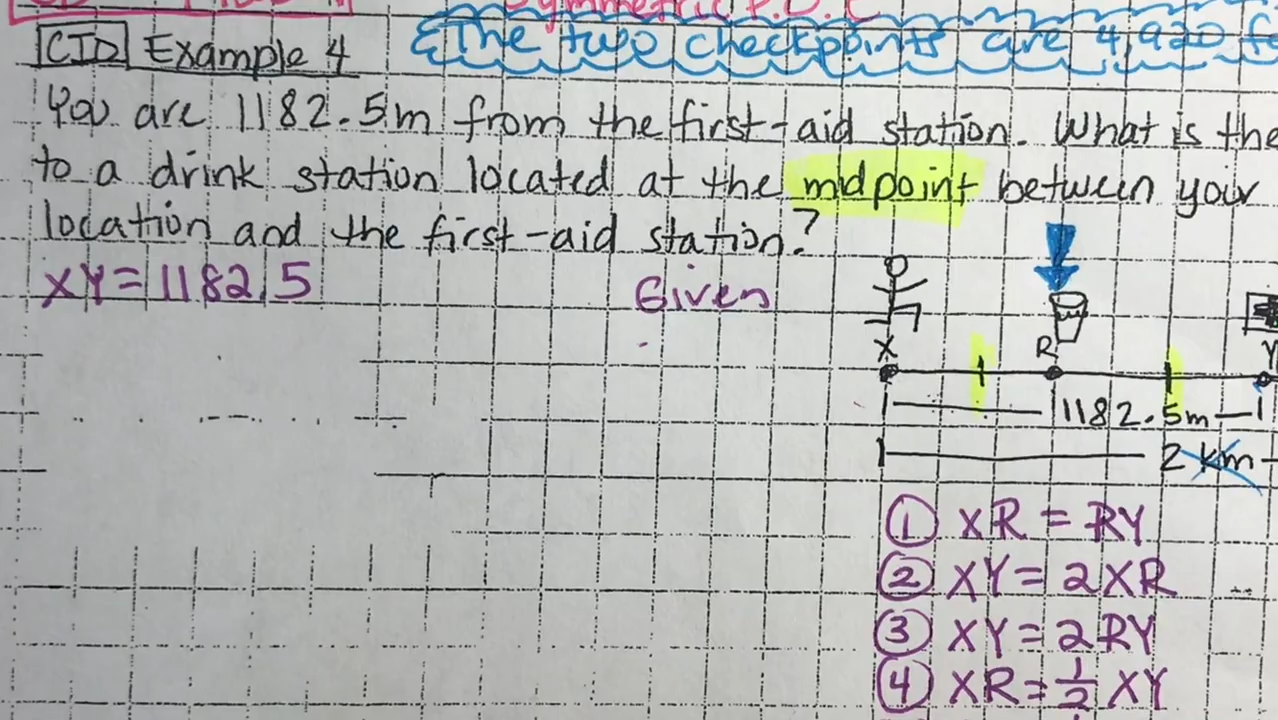 Symmetric P.O.C
CID Example 4
& The two checkpoints are 4,920
You are 1182.5m from the first-aid station. What is the
to a drink station located at the midpoint between your
location and the first-aid station?
XY = 1182.5 Given
X R Y
1182.5m
2 km
① XR = RY
② XY = 2XR
③ XY = 2RY
④ XR = 1/2 XY